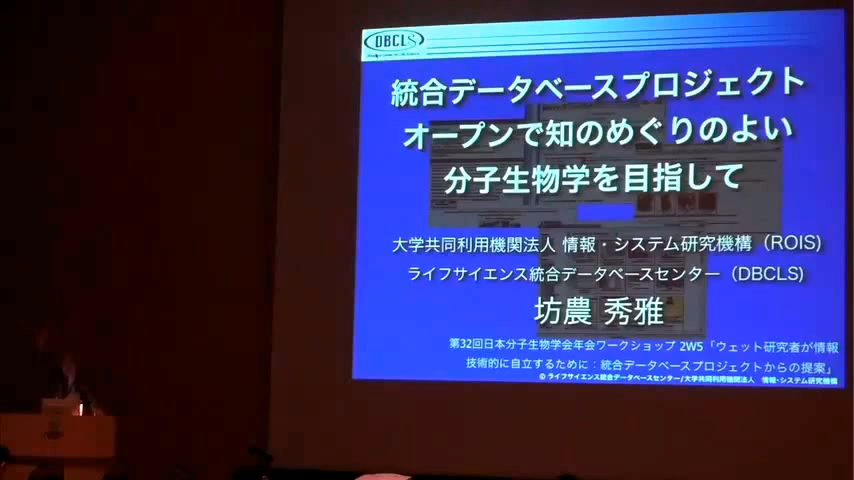 DBCLS
統合データベースプロジェクト
オープンで知のめぐりのよい
分子生物学を目指して
大学共同利用機関法人 情報・システム研究機構（ROIS)
ライフサイエンス統合データベースセンター（DBCLS)
坊農 秀雅
第32回日本分子生物学会年会ワークショップ 2W5「ウェット研究者が情報
技術的に自立するために：統合データベースプロジェクトからの提案」
© ライフサイエンス統合データベースセンター/大学共同利用機関法人 情報・システム研究機構